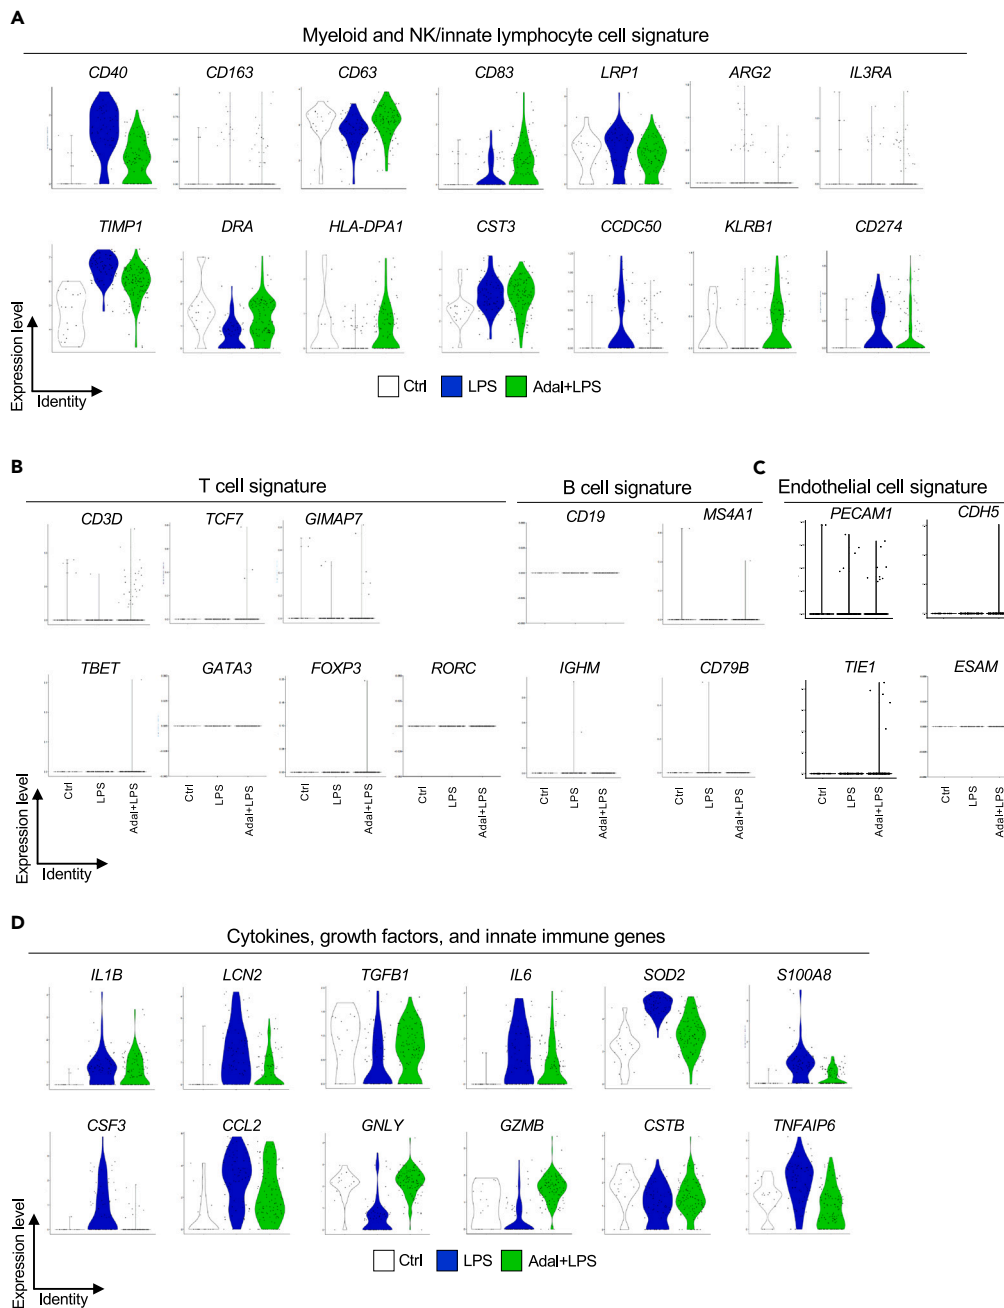 A
Myeloid and NK/innate lymphocyte cell signature
CD40 CD163 CD63 CD83 LRP1 ARG2 IL3RA
TIMP1 DRA HLA-DPA1 CST3 CCDC50 KLRB1 CD274
Expression level
Identity
Ctrl LPS Adal+LPS
B
T cell signature
CD3D TCF7 GIMAP7
TBET GATA3 FOXP3 RORC
Ctrl LPS Adal+LPS Ctrl LPS Adal+LPS Ctrl LPS Adal+LPS Ctrl LPS Adal+LPS
B cell signature
CD19 MS4A1
IGHM CD79B
Ctrl LPS Adal+LPS Ctrl LPS Adal+LPS
C
Endothelial cell signature
PECAM1 CDH5
TIE1 ESAM
Ctrl LPS Adal+LPS Ctrl LPS Adal+LPS
Expression level
Identity
D
Cytokines, growth factors, and innate immune genes
IL1B LCN2 TGFB1 IL6 SOD2 S100A8
CSF3 CCL2 GNLY GZMB CSTB TNFAIP6
Expression level
Identity
Ctrl LPS Adal+LPS